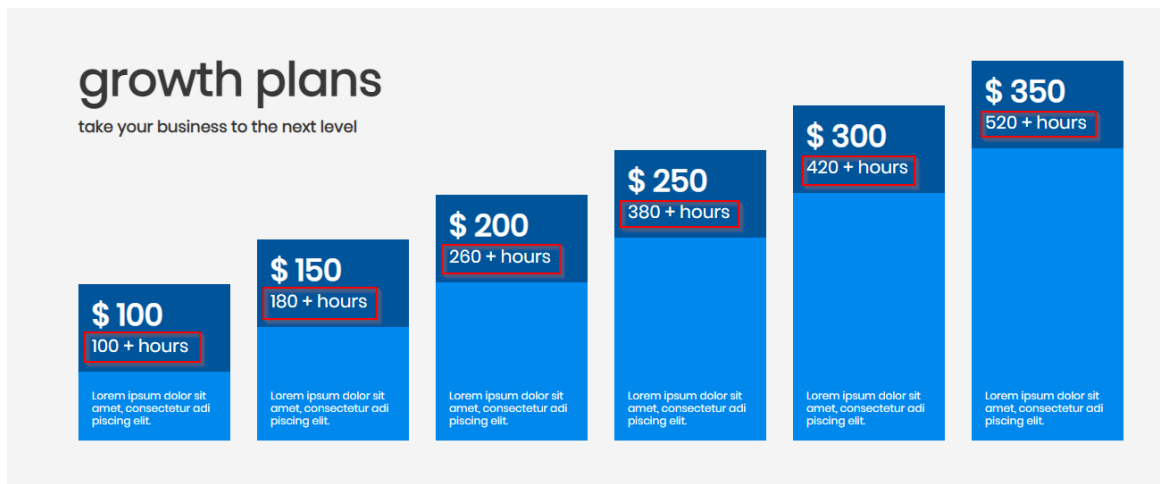 growth plans
take your business to the next level
$ 100
100 + hours
Lorem ipsum dolor sit
amet, consectetur adi
piscing elit.
$ 150
180 + hours
Lorem ipsum dolor sit
amet, consectetur adi
piscing elit.
$ 200
260 + hours
Lorem ipsum dolor sit
amet, consectetur adi
piscing elit.
$ 250
380 + hours
Lorem ipsum dolor sit
amet, consectetur adi
piscing elit.
$ 300
420 + hours
Lorem ipsum dolor sit
amet, consectetur adi
piscing elit.
$ 350
520 + hours
Lorem ipsum dolor sit
amet, consectetur adi
piscing elit.